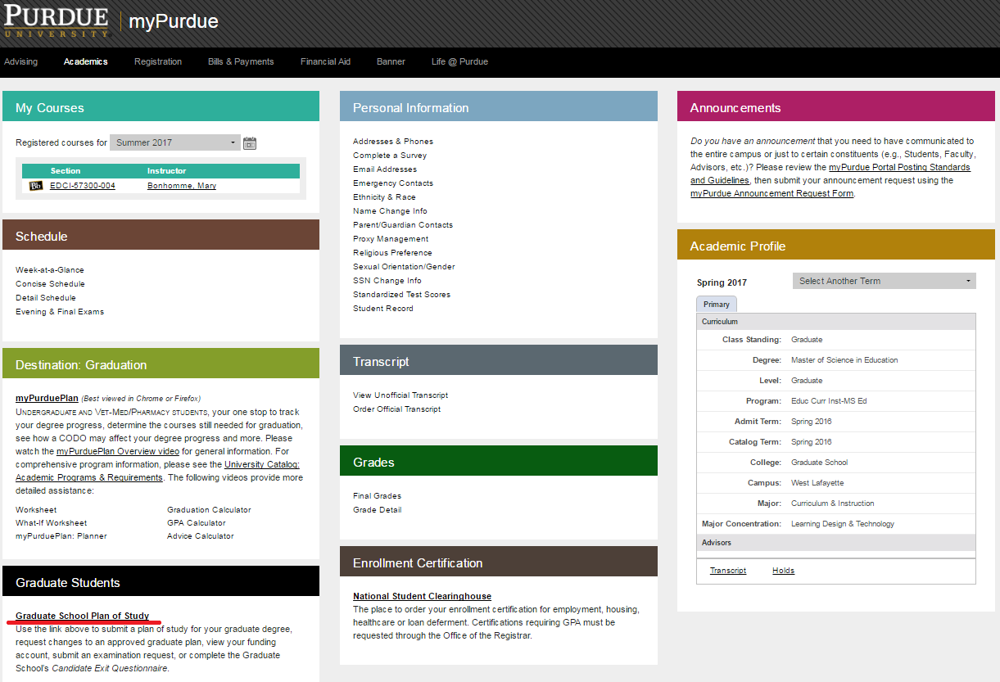 PURDUE
UNIVERSITY
myPurdue
Advising Academics Registration Bills & Payments Financial Aid Banner Life @ Purdue
My Courses
Registered courses for Summer 2017
Section Instructor
Bb EDCI-57300-004 Bonhomme, Mary
Schedule
Week-at-a-Glance
Concise Schedule
Detail Schedule
Evening & Final Exams
Destination: Graduation
myPurduePlan (Best viewed in Chrome or Firefox)
UNDERGRADUATE AND VET-MED/PHARMACY STUDENTS, your one stop to track
your degree progress, determine the courses still needed for graduation,
see how a CODO may affect your degree progress and more. Please
watch the myPurduePlan Overview video for general information. For
comprehensive program information, please see the University Catalog:
Academic Programs & Requirements. The following videos provide more
detailed assistance:
Worksheet Graduation Calculator
What-If Worksheet GPA Calculator
myPurduePlan: Planner Advice Calculator
Graduate Students
Graduate School Plan of Study
Use the link above to submit a plan of study for your graduate degree,
request changes to an approved graduate plan, view your funding
account, submit an examination request, or complete the Graduate
School's Candidate Exit Questionnaire.
Personal Information
Addresses & Phones
Complete a Survey
Email Addresses
Emergency Contacts
Ethnicity & Race
Name Change Info
Parent/Guardian Contacts
Proxy Management
Religious Preference
Sexual Orientation/Gender
SSN Change Info
Standardized Test Scores
Student Record
Transcript
View Unofficial Transcript
Order Official Transcript
Grades
Final Grades
Grade Detail
Enrollment Certification
National Student Clearinghouse
The place to order your enrollment certification for employment, housing,
healthcare or loan deferment. Certifications requiring GPA must be
requested through the Office of the Registrar.
Announcements
Do you have an announcement that you need to have communicated to
the entire campus or just to certain constituents (e.g., Students, Faculty,
Advisors, etc.)? Please review the myPurdue Portal Posting Standards
and Guidelines, then submit your announcement request using the
myPurdue Announcement Request Form.
Academic Profile
Spring 2017 Select Another Term
Primary
Curriculum
Class Standing: Graduate
Degree: Master of Science in Education
Level: Graduate
Program: Educ Curr Inst-MS Ed
Admit Term: Spring 2016
Catalog Term: Spring 2016
College: Graduate School
Campus: West Lafayette
Major: Curriculum & Instruction
Major Concentration: Learning Design & Technology
Advisors
Transcript Holds